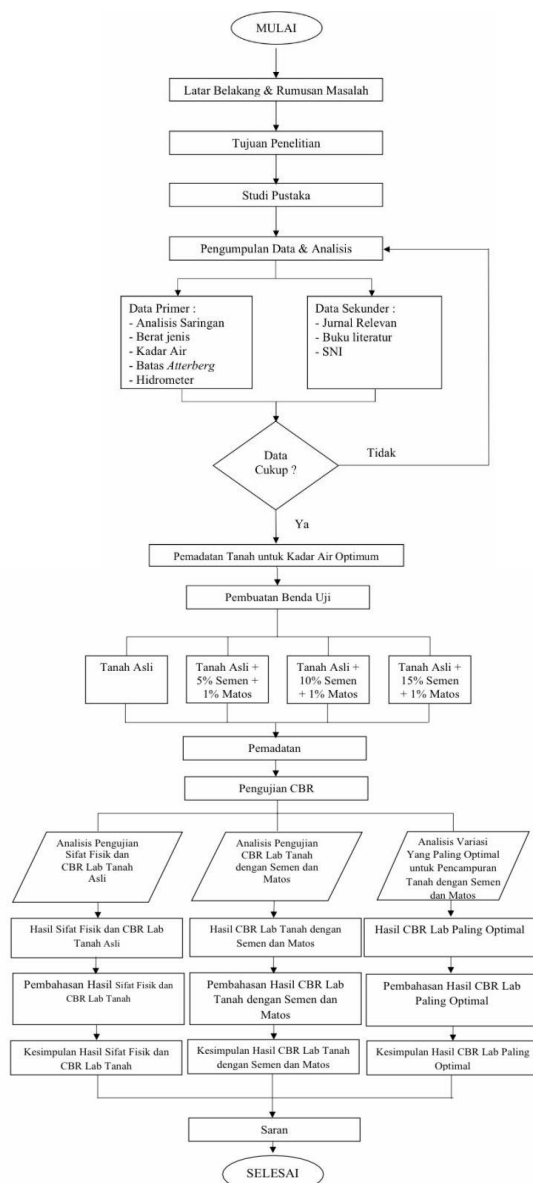 MULAI
Latar Belakang & Rumusan Masalah
Tujuan Penelitian
Studi Pustaka
Pengumpulan Data & Analisis
Data Primer :
- Analisis Saringan
- Berat jenis
- Kadar Air
- Batas Atterberg
- Hidrometer
Data Sekunder :
- Jurnal Relevan
- Buku literatur
- SNI
Data
Cukup ?
Tidak
Ya
Pemadatan Tanah untuk Kadar Air Optimum
Pembuatan Benda Uji
Tanah Asli
Tanah Asli +
5% Semen +
1% Matos
Tanah Asli +
10% Semen
+ 1% Matos
Tanah Asli +
15% Semen
+ 1% Matos
Pemadatan
Pengujian CBR
Analisis Pengujian
Sifat Fisik dan
CBR Lab Tanah
Asli
Analisis Pengujian
CBR Lab Tanah
dengan Semen dan
Matos
Analisis Variasi
Yang Paling Optimal
untuk Pencampuran
Tanah dengan Semen
dan Matos
Hasil Sifat Fisik dan CBR Lab
Tanah Asli
Hasil CBR Lab Tanah dengan
Semen dan Matos
Hasil CBR Lab Paling Optimal
Pembahasan Hasil Sifat Fisik dan
CBR Lab Tanah
Pembahasan Hasil CBR Lab
Tanah dengan Semen dan
Matos
Pembahasan Hasil CBR Lab
Paling Optimal
Kesimpulan Hasil Sifat Fisik dan
CBR Lab Tanah
Kesimpulan Hasil CBR Lab Tanah
dengan Semen dan Matos
Kesimpulan Hasil CBR Lab Paling
Optimal
Saran
SELESAI